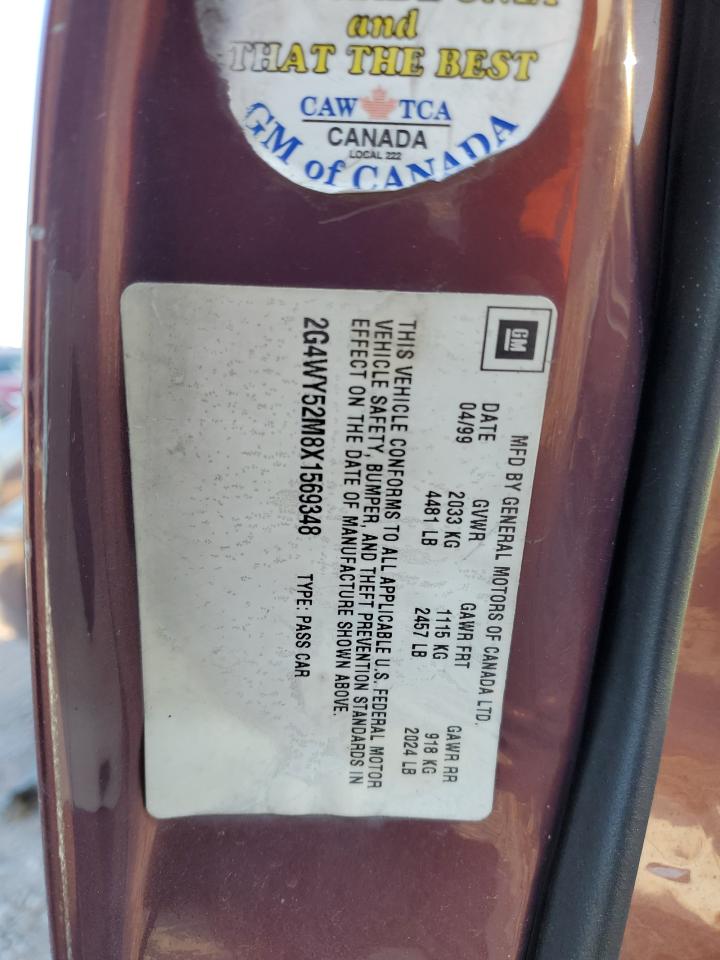 and
THAT THE BEST
CAW TCA
CANADA
LOCAL 222
GM of CANADA
GM
MFD BY GENERAL MOTORS OF CANADA LTD.
DATE GVWR GAWR FRT GAWR RR
04/99 2033 KG 1115 KG 918 KG
4481 LB 2457 LB 2024 LB
THIS VEHICLE CONFORMS TO ALL APPLICABLE U.S. FEDERAL MOTOR
VEHICLE SAFETY, BUMPER, AND THEFT PREVENTION STANDARDS IN
EFFECT ON THE DATE OF MANUFACTURE SHOWN ABOVE.
2G4WY52M8X1569348 TYPE: PASS CAR